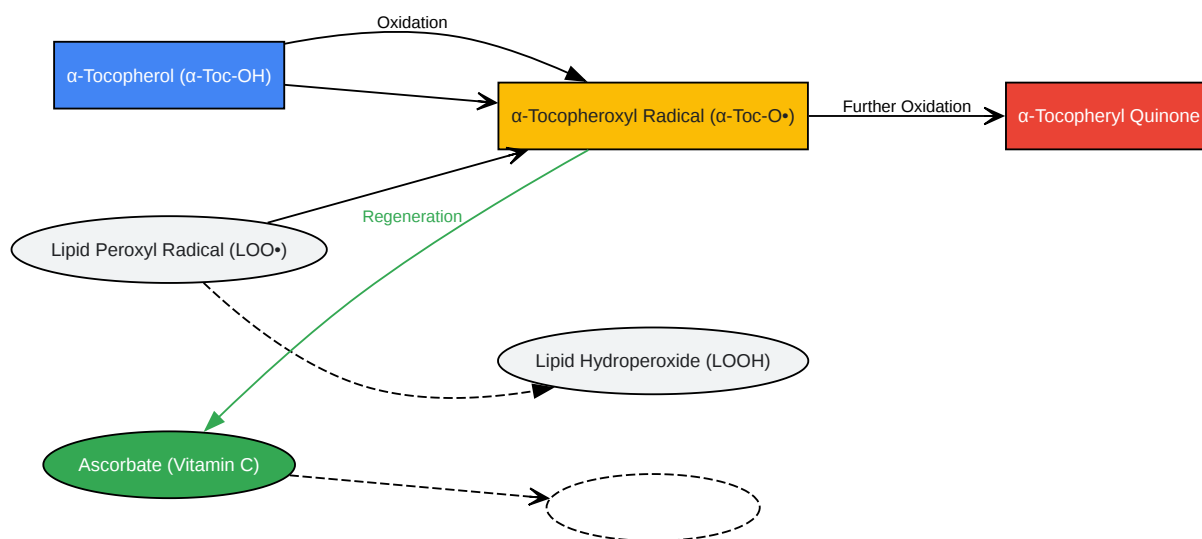 Oxidation
α-Tocopherol (α-Toc-OH)
α-Tocopheroxyl Radical (α-Toc-O•)
Further Oxidation
α-Tocopheryl Quinone
Regeneration
Lipid Peroxyl Radical (LOO•)
Lipid Hydroperoxide (LOOH)
Ascorbate (Vitamin C)